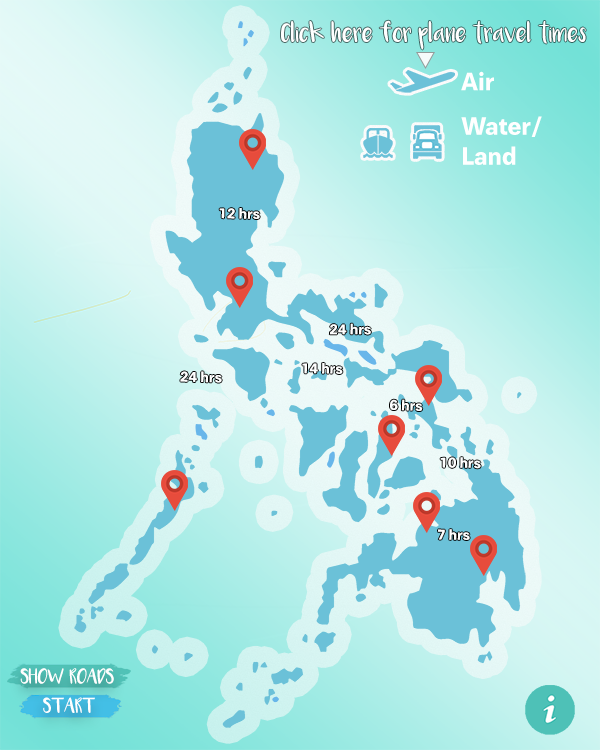 Click here for plane travel times
Air
Water/
Land
12 hrs
24 hrs
14 hrs
24 hrs
6 hrs
10 hrs
7 hrs
SHOW ROADS
START
i